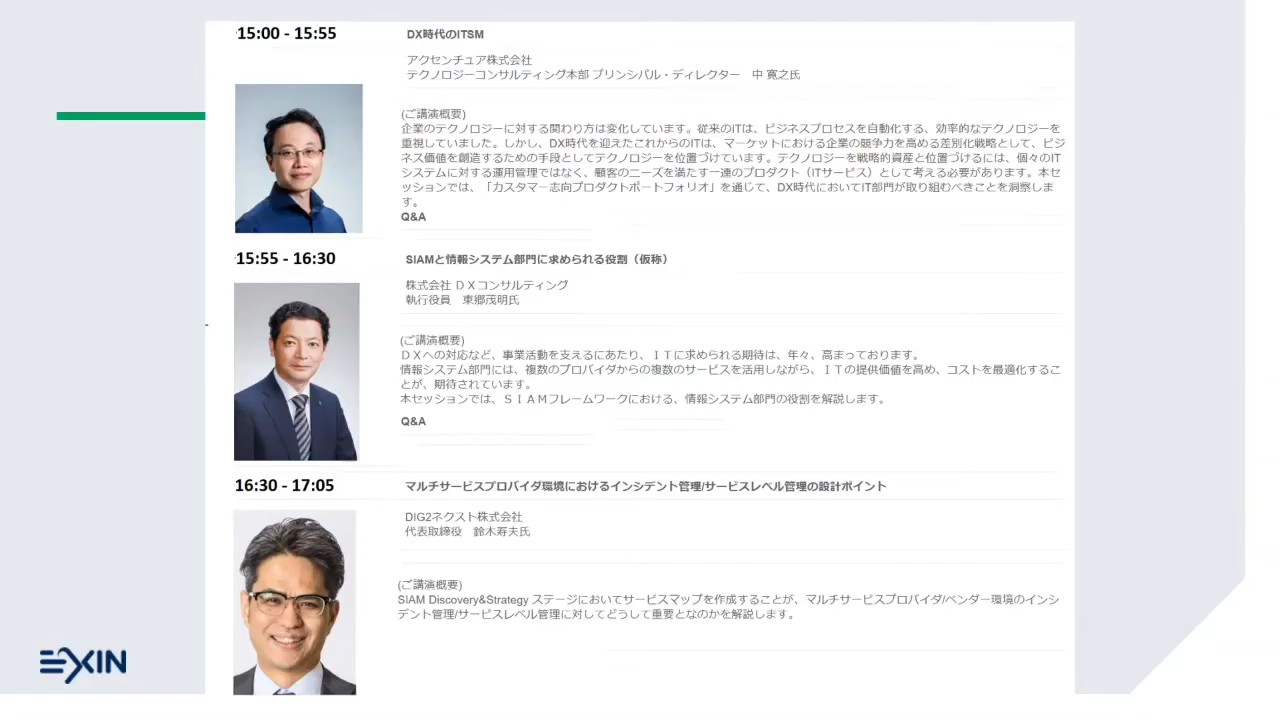 15:00 - 15:55
DX時代のITSM
アクセンチュア株式会社
テクノロジーコンサルティング本部 プリンシパル・ディレクター　中 寛之氏
(ご講演概要)
企業のテクノロジーに対する関わり方は変化しています。従来のITは、ビジネスプロセスを自動化する、効率的なテクノロジーを
重視していました。しかし、DX時代を迎えたこれからのITは、マーケットにおける企業の競争力を高める差別化戦略として、ビジ
ネス価値を創造するための手段としてテクノロジーを位置づけています。テクノロジーを戦略的資産と位置づけるには、個々のIT
システムに対する運用管理ではなく、顧客のニーズを満たす一連のプロダクト（ITサービス）として考える必要があります。本セ
ッションでは、「カスタマー志向プロダクトポートフォリオ」を通じて、DX時代においてIT部門が取り組むべきことを洞察しま
す。
Q&A
15:55 - 16:30
SIAMと情報システム部門に求められる役割（仮称）
株式会社 ＤＸコンサルティング
執行役員　東郷茂明氏
(ご講演概要)
ＤＸへの対応など、事業活動を支えるにあたり、ＩＴに求められる期待は、年々、高まっております。
情報システム部門には、複数のプロバイダからの複数のサービスを活用しながら、ＩＴの提供価値を高め、コストを最適化するこ
とが、期待されています。
本セッションでは、ＳＩＡＭフレームワークにおける、情報システム部門の役割を解説します。
Q&A
16:30 - 17:05
マルチサービスプロバイダ環境におけるインシデント管理/サービスレベル管理の設計ポイント
DIG2ネクスト株式会社
代表取締役　鈴木寿夫氏
(ご講演概要)
SIAM Discovery&Strategy ステージにおいてサービスマップを作成することが、マルチサービスプロバイダ/ベンダー環境のインシ
デント管理/サービスレベル管理に対してどうして重要となのかを解説します。
EXIN